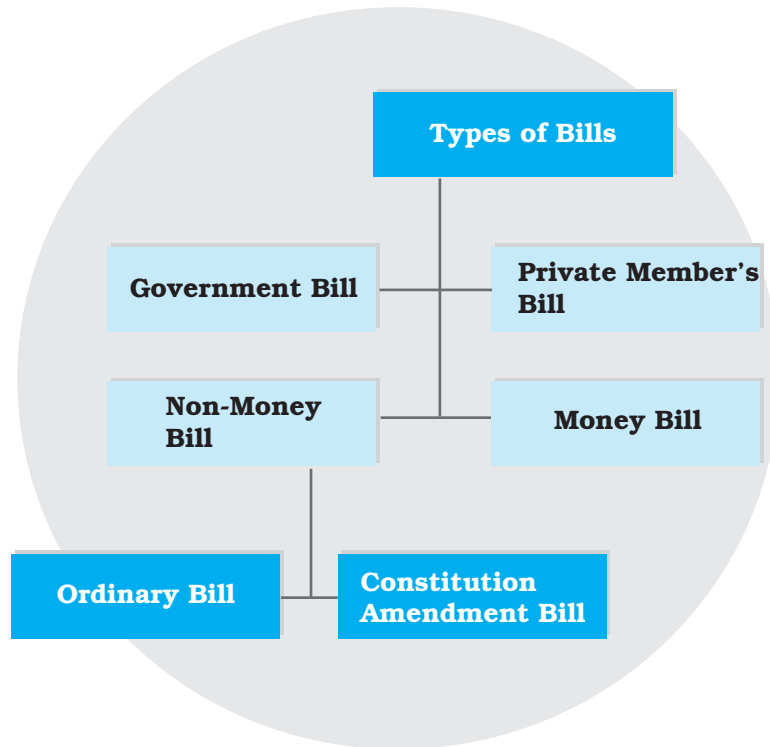 Types of Bills
Government Bill
Private Member's
Bill
Non-Money
Bill
Money Bill
Ordinary Bill
Constitution
Amendment Bill